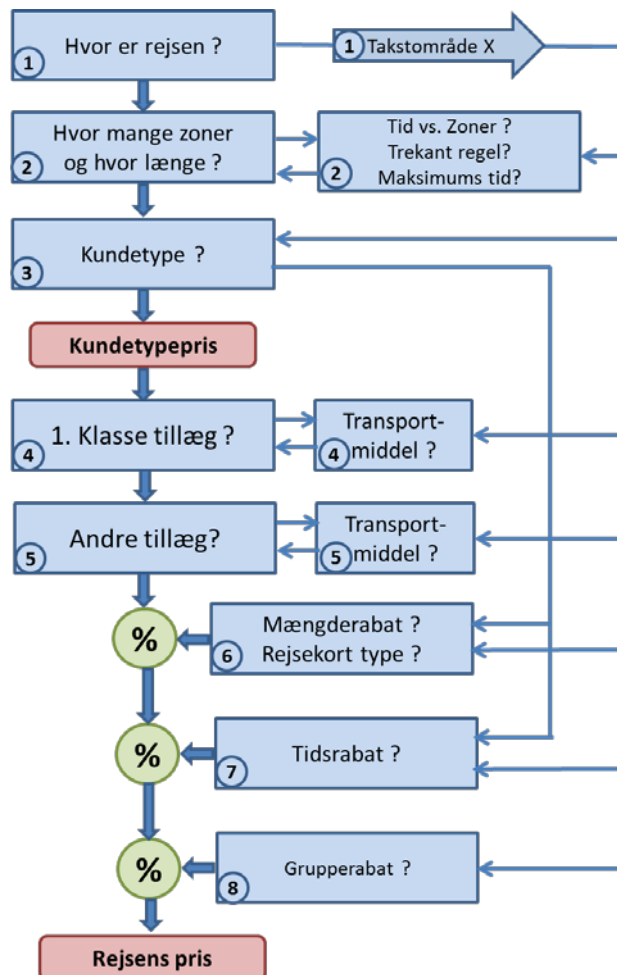 Hvor er rejsen ?
1
1
Takstområde X
Hvor mange zoner
og hvor længe ?
2
Tid vs. Zoner ?
Trekant regel?
Maksimums tid?
2
Kundetype ?
3
Kundetypepris
1. Klasse tillæg ?
4
Transport-
middel ?
4
Andre tillæg?
5
Transport-
middel ?
5
%
Mængderabat ?
Rejsekort type ?
6
%
Tidsrabat ?
7
%
Grupperabat ?
8
Rejsens pris